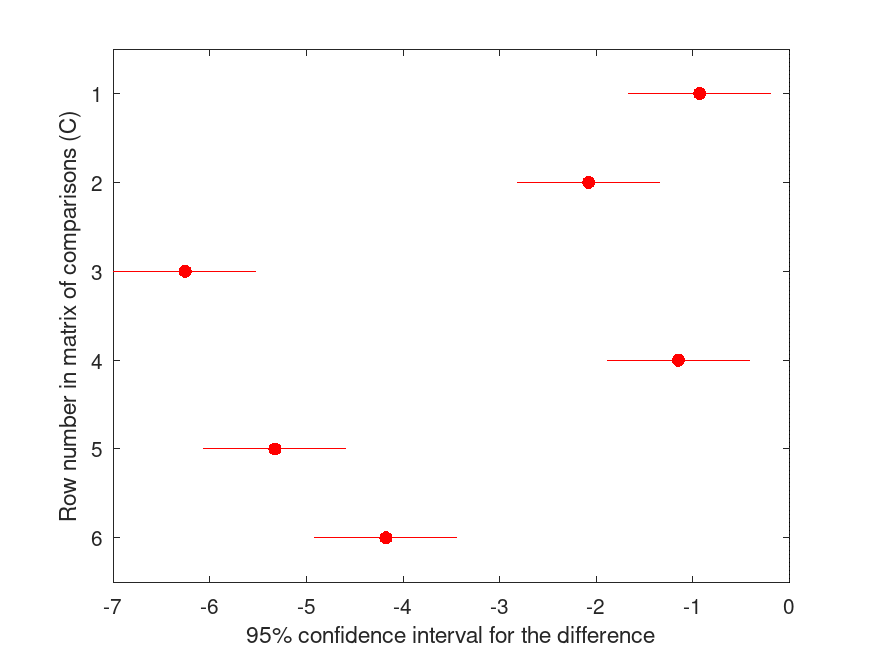 Row number in matrix of comparisons (C)
1
2
3
4
5
6
-7 -6 -5 -4 -3 -2 -1 0
95% confidence interval for the difference